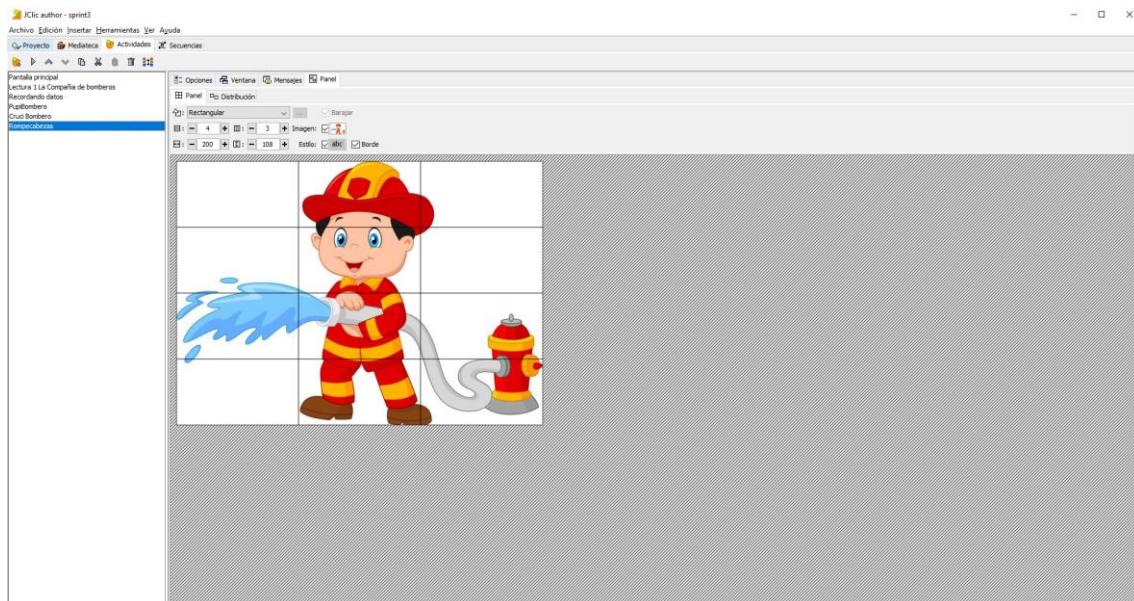 JClic author - sprint3
Archivo Edición Insertar Herramientas Ver Ayuda
Proyecto Mediateca Actividades Secuencias
Opciones Ventana Mensajes Panel
Panel Distribución
Rectangular ... Barajar
4 3 Imagen:
200 108 Estilo: abc Borde
Pantalla principal
Lectura 1 La Compañia de bomberos
Recordando datos
PupiBombero
Cruci Bombero
Rompecabezas